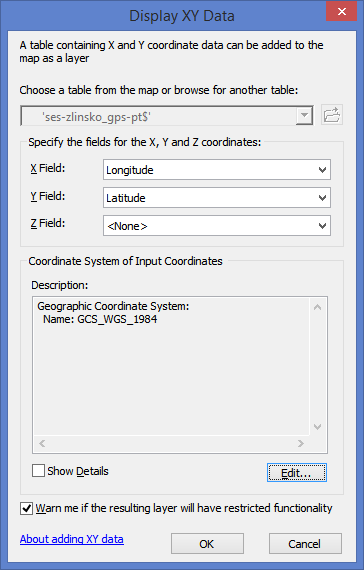 Display XY Data
A table containing X and Y coordinate data can be added to the
map as a layer
Choose a table from the map or browse for another table:
'ses-zlinsko_gps-pt$'
Specify the fields for the X, Y and Z coordinates:
X Field: Longitude
Y Field: Latitude
Z Field: <None>
Coordinate System of Input Coordinates
Description:
Geographic Coordinate System:
Name: GCS_WGS_1984
Show Details Edit...
Warn me if the resulting layer will have restricted functionality
About adding XY data OK Cancel